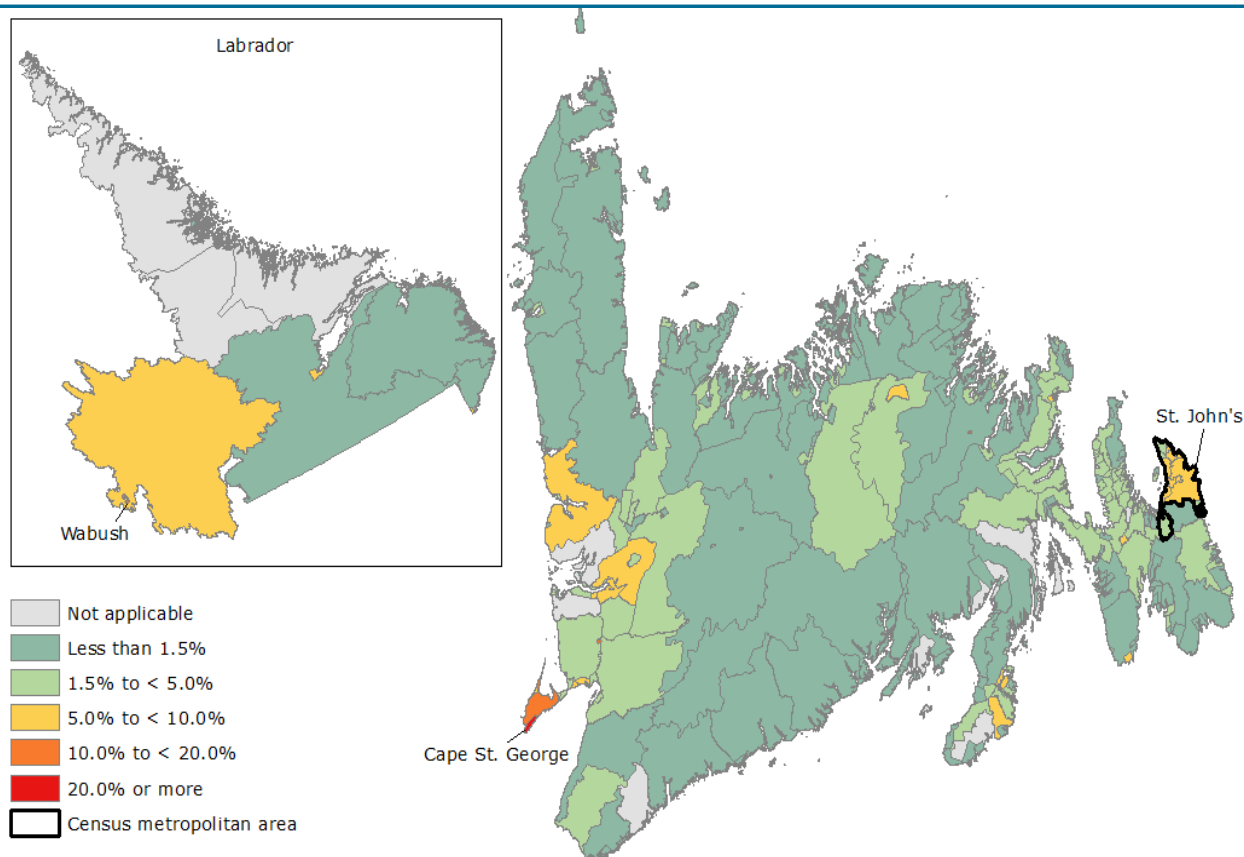 Labrador
St. John's
Wabush
Cape St. George
Not applicable
Less than 1.5%
1.5% to < 5.0%
5.0% to < 10.0%
10.0% to < 20.0%
20.0% or more
Census metropolitan area